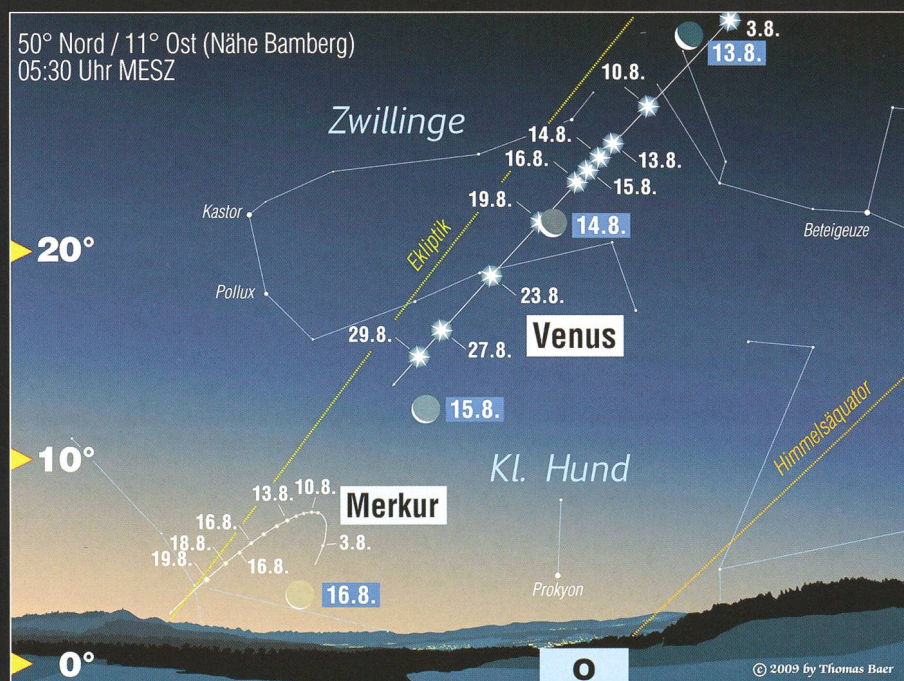 50° Nord / 11° Ost (Nähe Bamberg)
05:30 Uhr MESZ
3.8.
13.8.
10.8.
Zwillinge
14.8.
13.8.
16.8.
15.8.
Kastor
19.8.
14.8.
Beteigeuze
Ekliptik
20°
Pollux
23.8.
29.8.
27.8.
Venus
15.8.
Himmelsäquator
10°
Kl. Hund
13.8.
10.8.
Merkur
16.8.
3.8.
18.8.
19.8.
16.8.
16.8.
Prokyon
0°
O
© 2009 by Thomas Baer